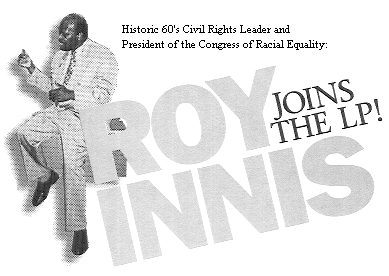 Historic 60's Civil Rights Leader and
President of the Congress of Racial Equality:
ROY
INNIS
JOINS
THE LP!